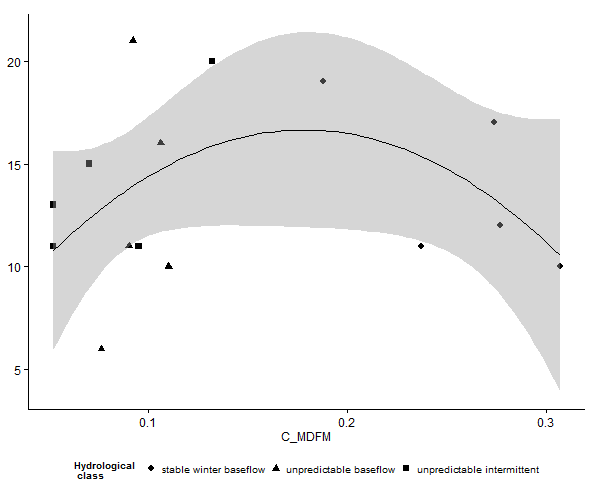 20
15
10
5
0.1 0.2 0.3
C_MDFM
Hydrological
class
stable winter baseflow unpredictable baseflow unpredictable intermittent